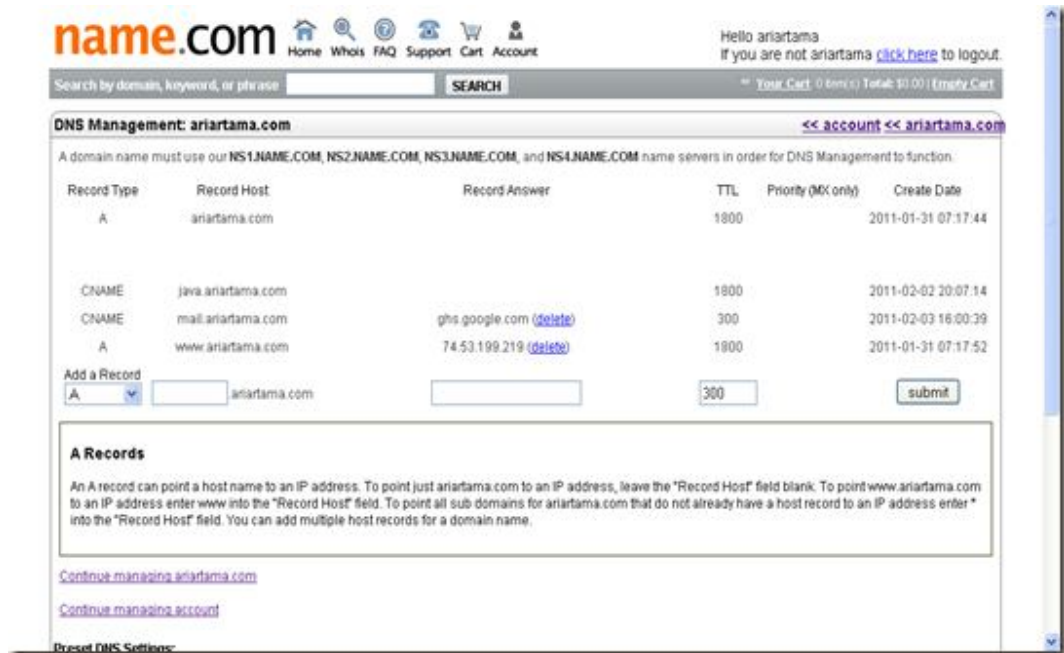 name.com
Home Whois FAQ Support Cart Account
Hello ariartama
If you are not ariartama click here to logout.
Search by domain, keyword, or phrase SEARCH Your Cart 0 item(s) Total: $0.00 | Empty Cart
DNS Management: ariartama.com << account << ariartama.com
A domain name must use our NS1.NAME.COM, NS2.NAME.COM, NS3.NAME.COM, and NS4.NAME.COM name servers in order for DNS Management to function.
Record Type Record Host Record Answer TTL Priority (MX only) Create Date
A ariartama.com 1800 2011-01-31 07:17:44
CNAME java.ariartama.com 1800 2011-02-02 20:07:14
CNAME mail.ariartama.com ghs.google.com (delete) 300 2011-02-03 16:00:39
A www.ariartama.com 74.53.199.219 (delete) 1800 2011-01-31 07:17:52
Add a Record
A .ariartama.com 300 submit
A Records
An A record can point a host name to an IP address. To point just ariartama.com to an IP address, leave the "Record Host" field blank. To point www.ariartama.com
to an IP address enter www into the "Record Host" field. To point all sub domains for ariartama.com that do not already have a host record to an IP address enter *
into the "Record Host" field. You can add multiple host records for a domain name.
Continue managing ariartama.com
Continue managing account
Preset DNS Settings: